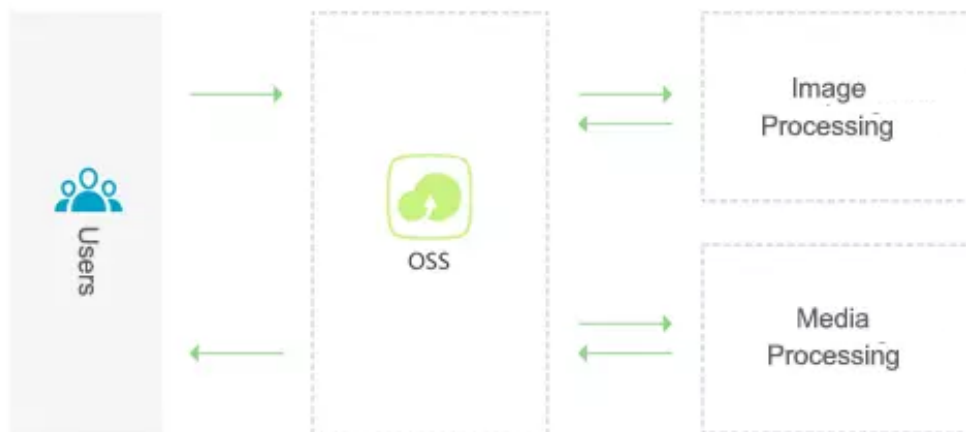 Users
OSS
Image
Processing
Media
Processing